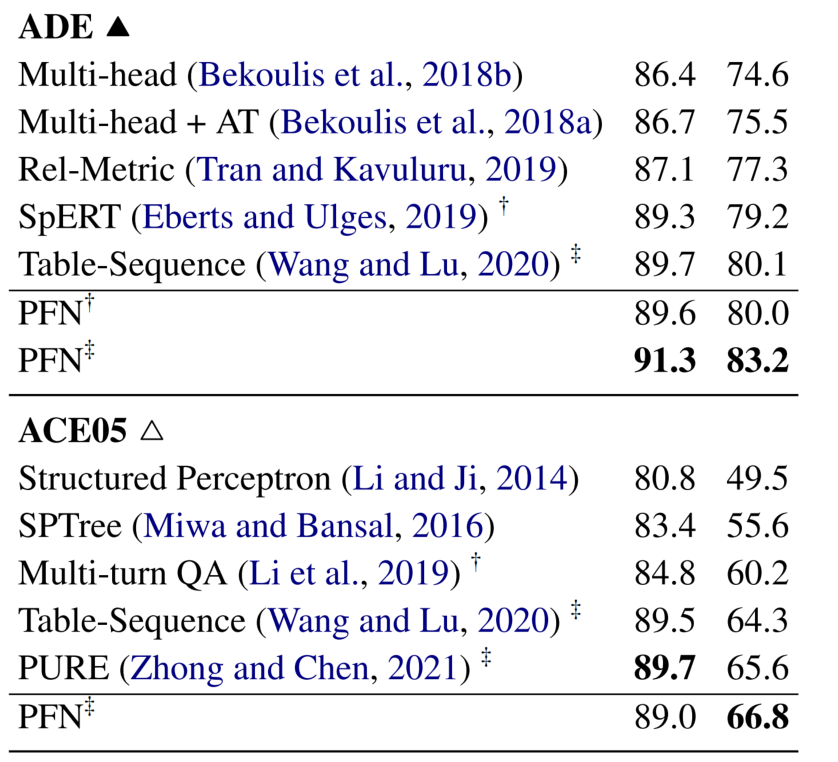 ADE ▲
Multi-head (Bekoulis et al., 2018b) 86.4 74.6
Multi-head + AT (Bekoulis et al., 2018a) 86.7 75.5
Rel-Metric (Tran and Kavuluru, 2019) 87.1 77.3
SpERT (Eberts and Ulges, 2019) † 89.3 79.2
Table-Sequence (Wang and Lu, 2020) ‡ 89.7 80.1
PFN† 89.6 80.0
PFN‡ 91.3 83.2
ACE05 △
Structured Perceptron (Li and Ji, 2014) 80.8 49.5
SPTree (Miwa and Bansal, 2016) 83.4 55.6
Multi-turn QA (Li et al., 2019) † 84.8 60.2
Table-Sequence (Wang and Lu, 2020) ‡ 89.5 64.3
PURE (Zhong and Chen, 2021) ‡ 89.7 65.6
PFN‡ 89.0 66.8